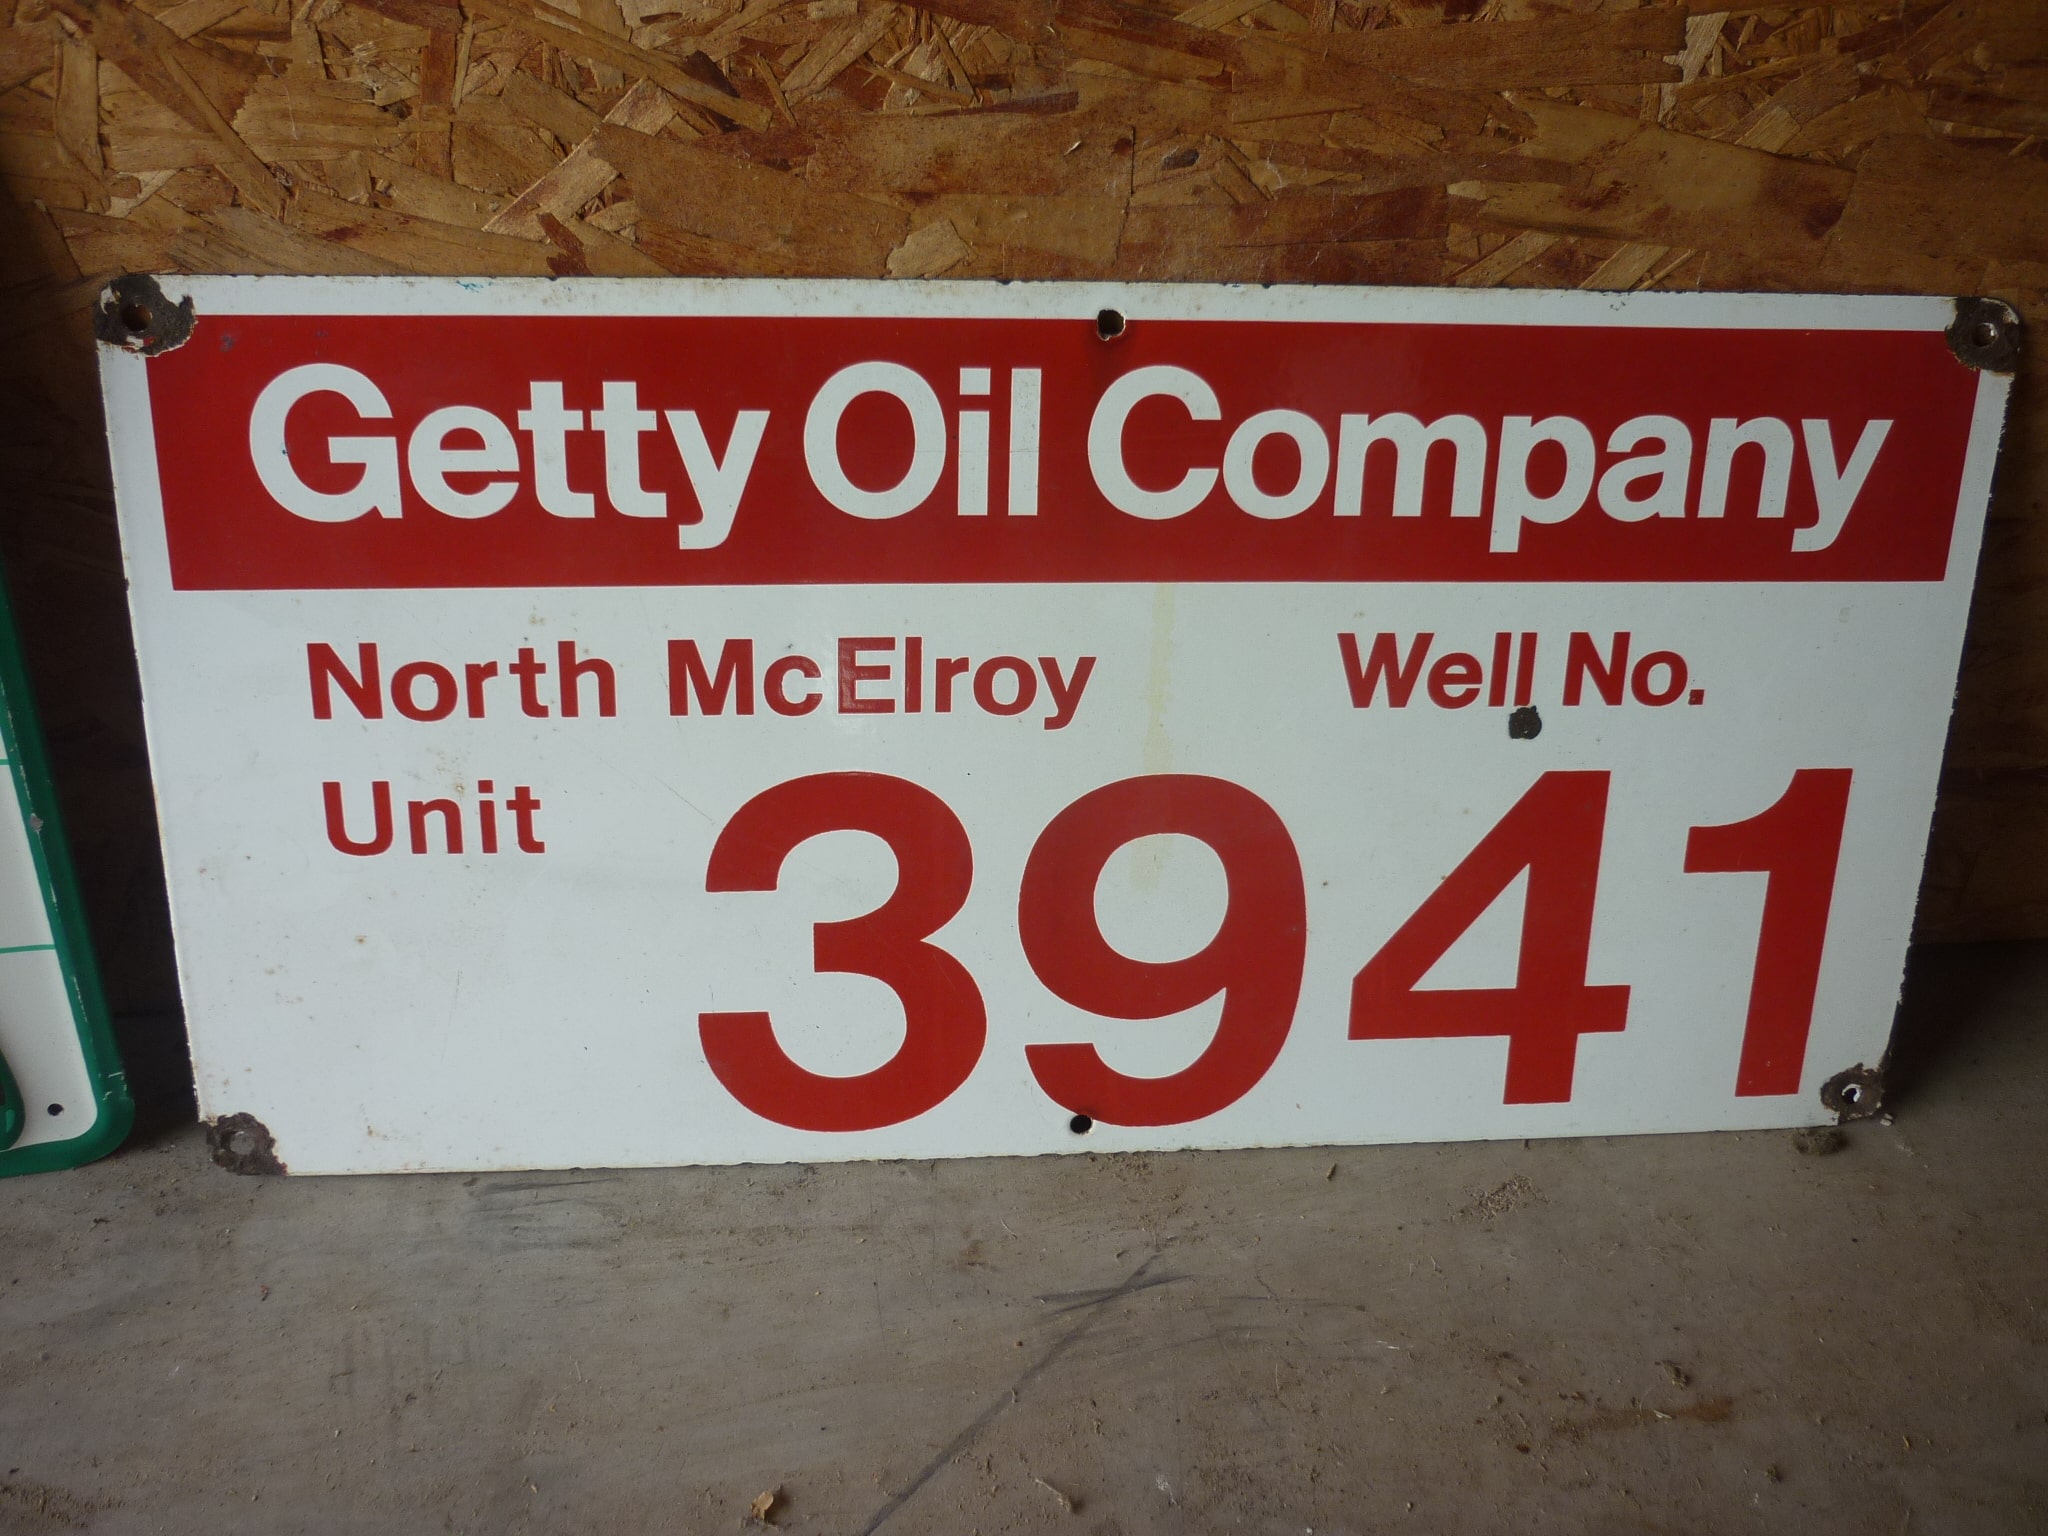 Getty Oil Company
North McElroy Well No.
Unit 3941